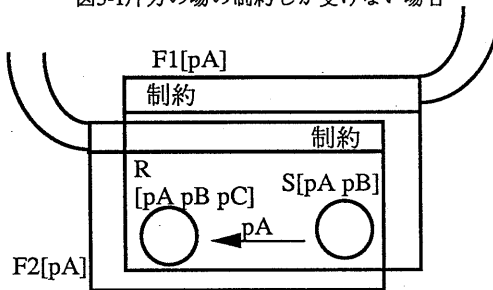 図3-1片方の場の制約しか受けない場合
F1[pA]
制約
制約
R
[pA pB pC]
S[pA pB]
pA
F2[pA]